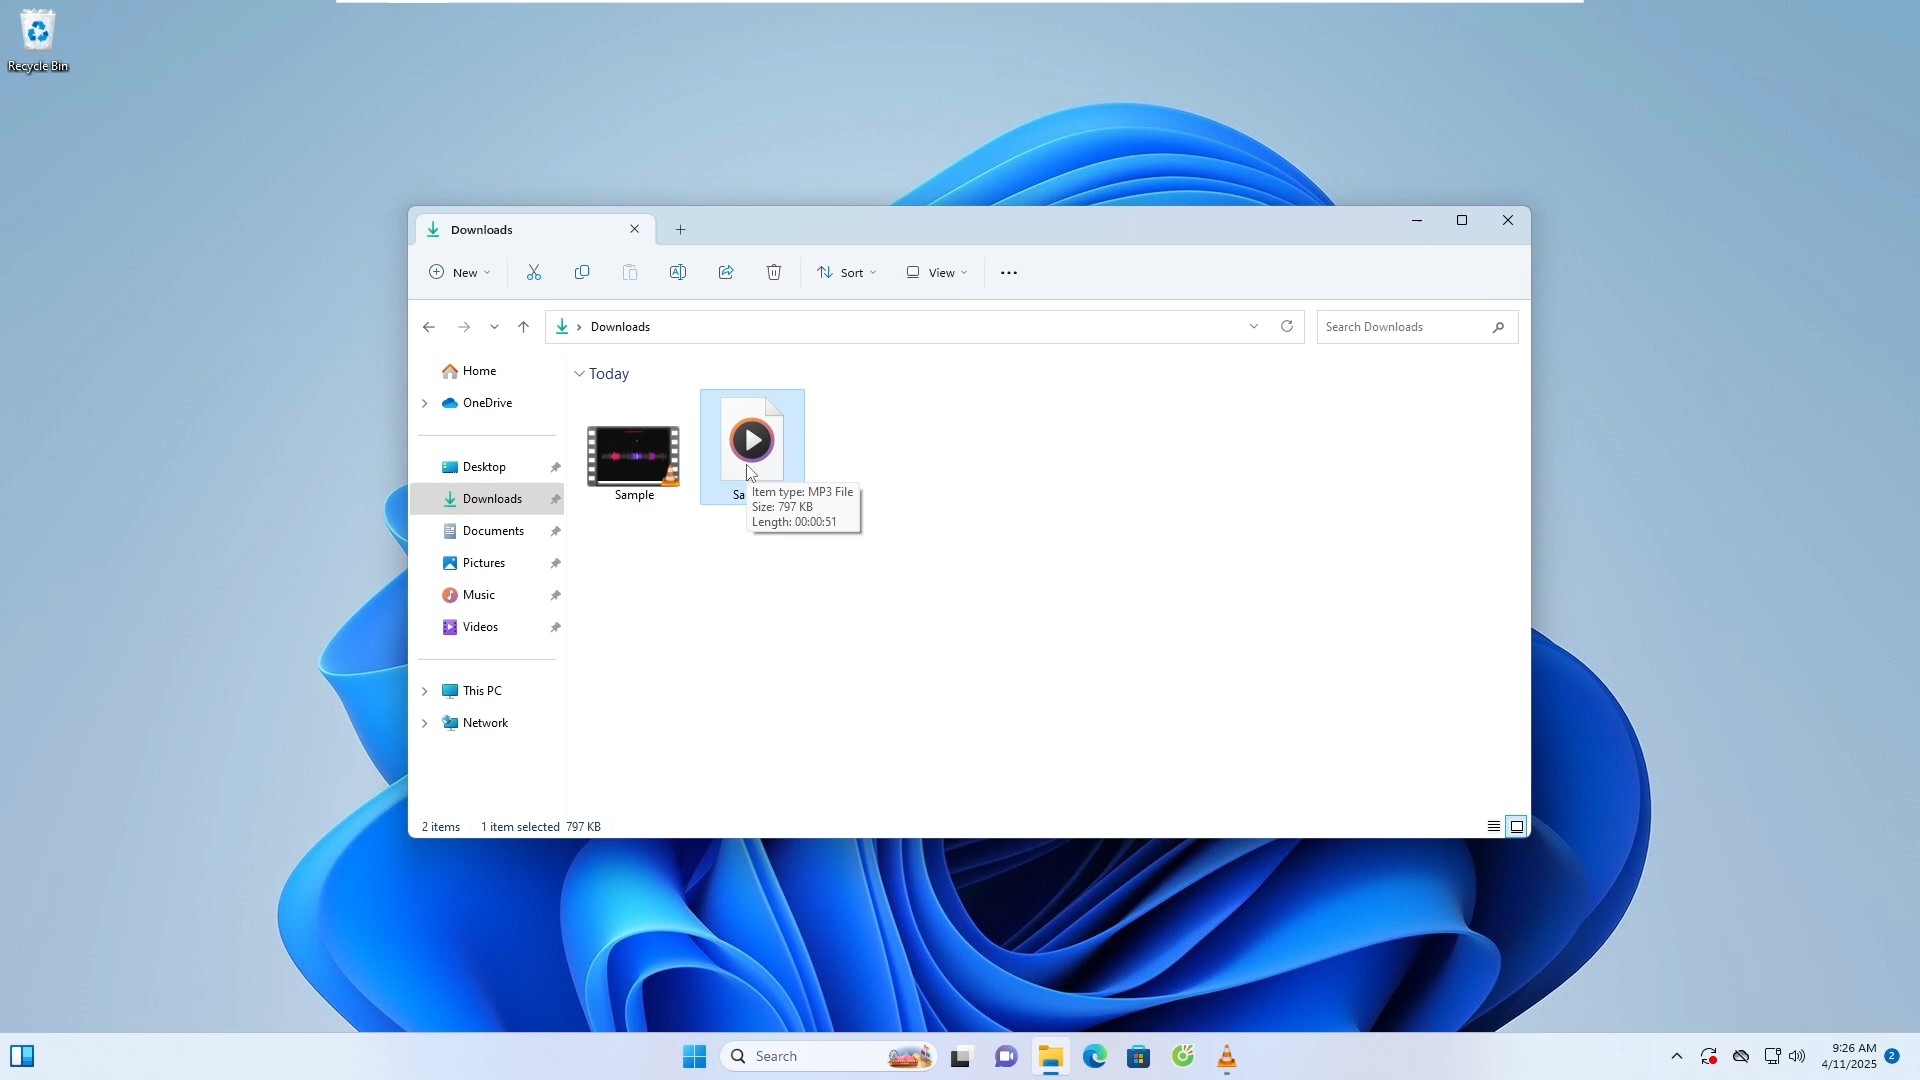 Recycle Bin
Downloads
New
Sort
View
Downloads
Search Downloads
Home
OneDrive
Desktop
Downloads
Documents
Pictures
Music
Videos
This PC
Network
Today
Sample
Sa
Item type: MP3 File
Size: 797 KB
Length: 00:00:51
2 items
1 item selected 797 KB
Search
9:26 AM
4/11/2025
2